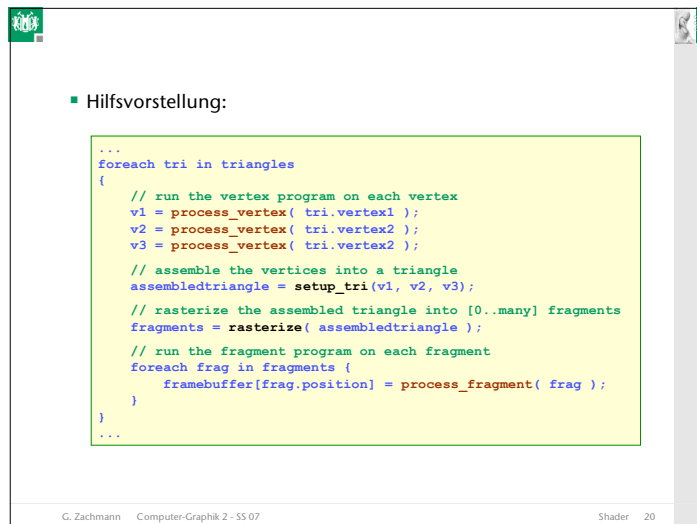 Hilfsvorstellung:
...
foreach tri in triangles
{
// run the vertex program on each vertex
v1 = process_vertex( tri.vertex1 );
v2 = process_vertex( tri.vertex2 );
v3 = process_vertex( tri.vertex2 );
// assemble the vertices into a triangle
assembledtriangle = setup_tri(v1, v2, v3);
// rasterize the assembled triangle into [0..many] fragments
fragments = rasterize( assembledtriangle );
// run the fragment program on each fragment
foreach frag in fragments {
framebuffer[frag.position] = process_fragment( frag );
}
}
...
G. Zachmann Computer-Graphik 2 - SS 07 Shader 20